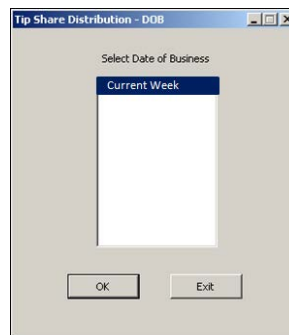 Tip Share Distribution - DOB
Select Date of Business
Current Week
OK
Exit